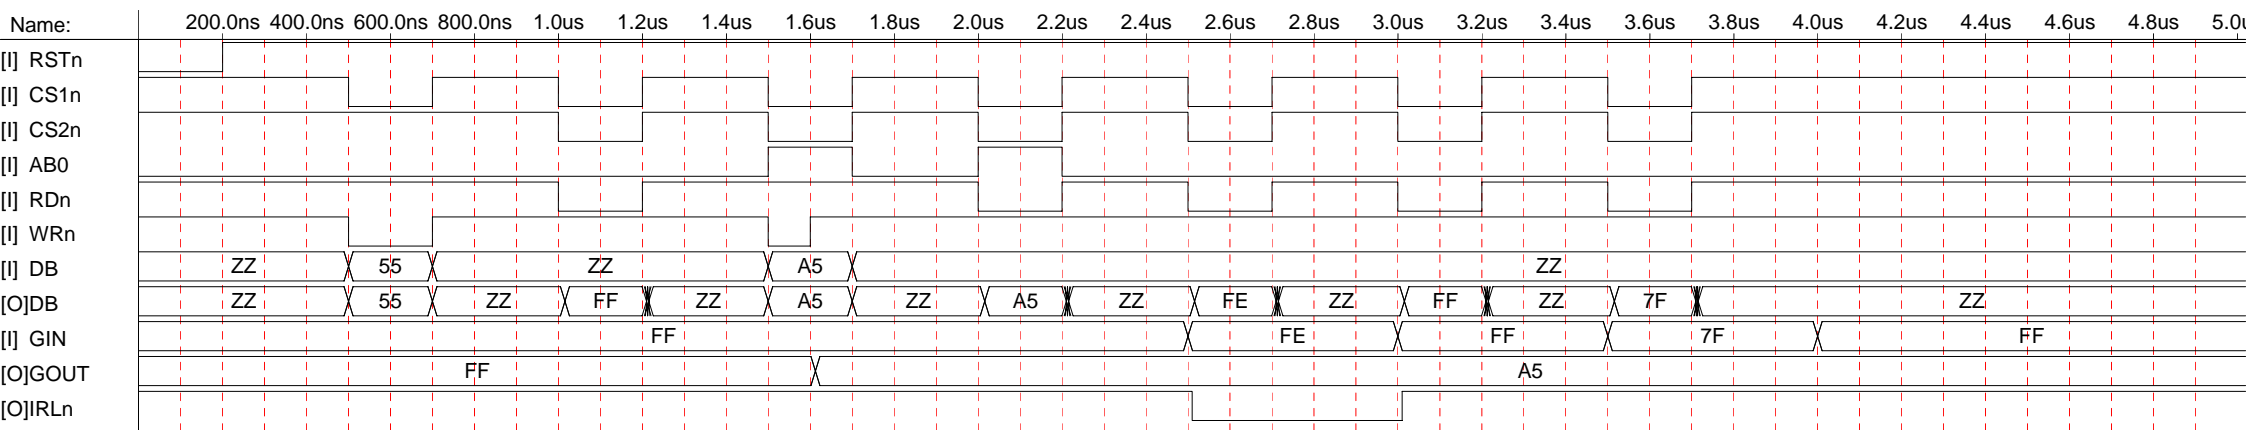 Name: 200.0ns 400.0ns 600.0ns 800.0ns 1.0us 1.2us 1.4us 1.6us 1.8us 2.0us 2.2us 2.4us 2.6us 2.8us 3.0us 3.2us 3.4us 3.6us 3.8us 4.0us 4.2us 4.4us 4.6us 4.8us 5.0u
[I] RSTn
[I] CS1n
[I] CS2n
[I] AB0
[I] RDn
[I] WRn
[I] DB ZZ 55 ZZ A5 ZZ
[O]DB ZZ 55 ZZ FF ZZ A5 ZZ A5 ZZ FE ZZ FF ZZ 7F ZZ
[I] GIN FF FE FF 7F FF
[O]GOUT FF A5
[O]IRLn